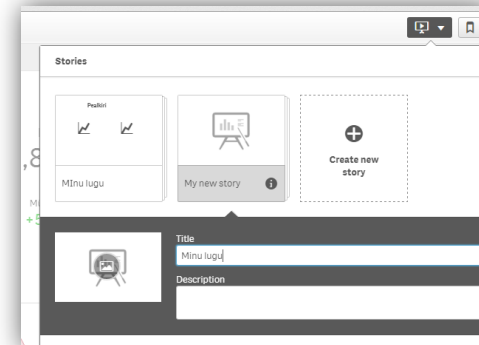 Stories
Pealkiri
MInu lugu
My new story
Create new
story
Title
Minu lugu
Description